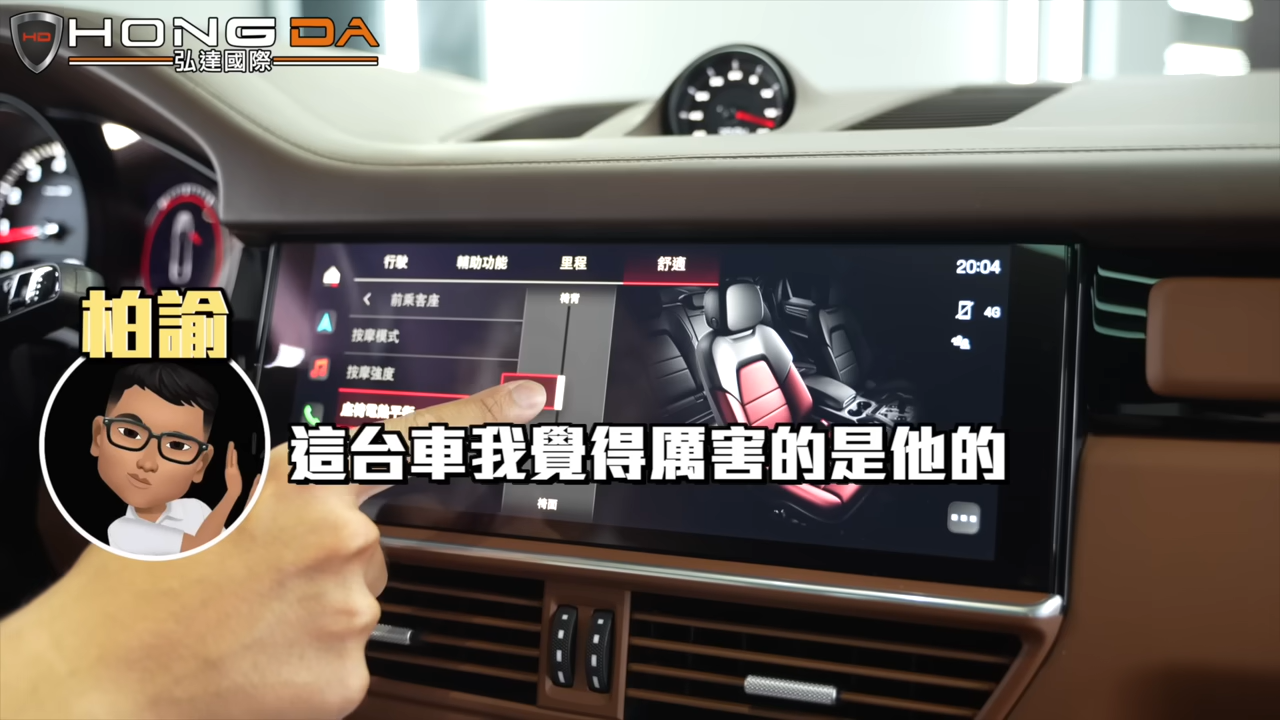 HD HONG DA
弘達國際
行駛 輔助功能 里程 舒適
20:04
前乘客座
椅背
4G
按摩模式
按摩強度
柏諭
這台車我覺得厲害的是他的
椅面